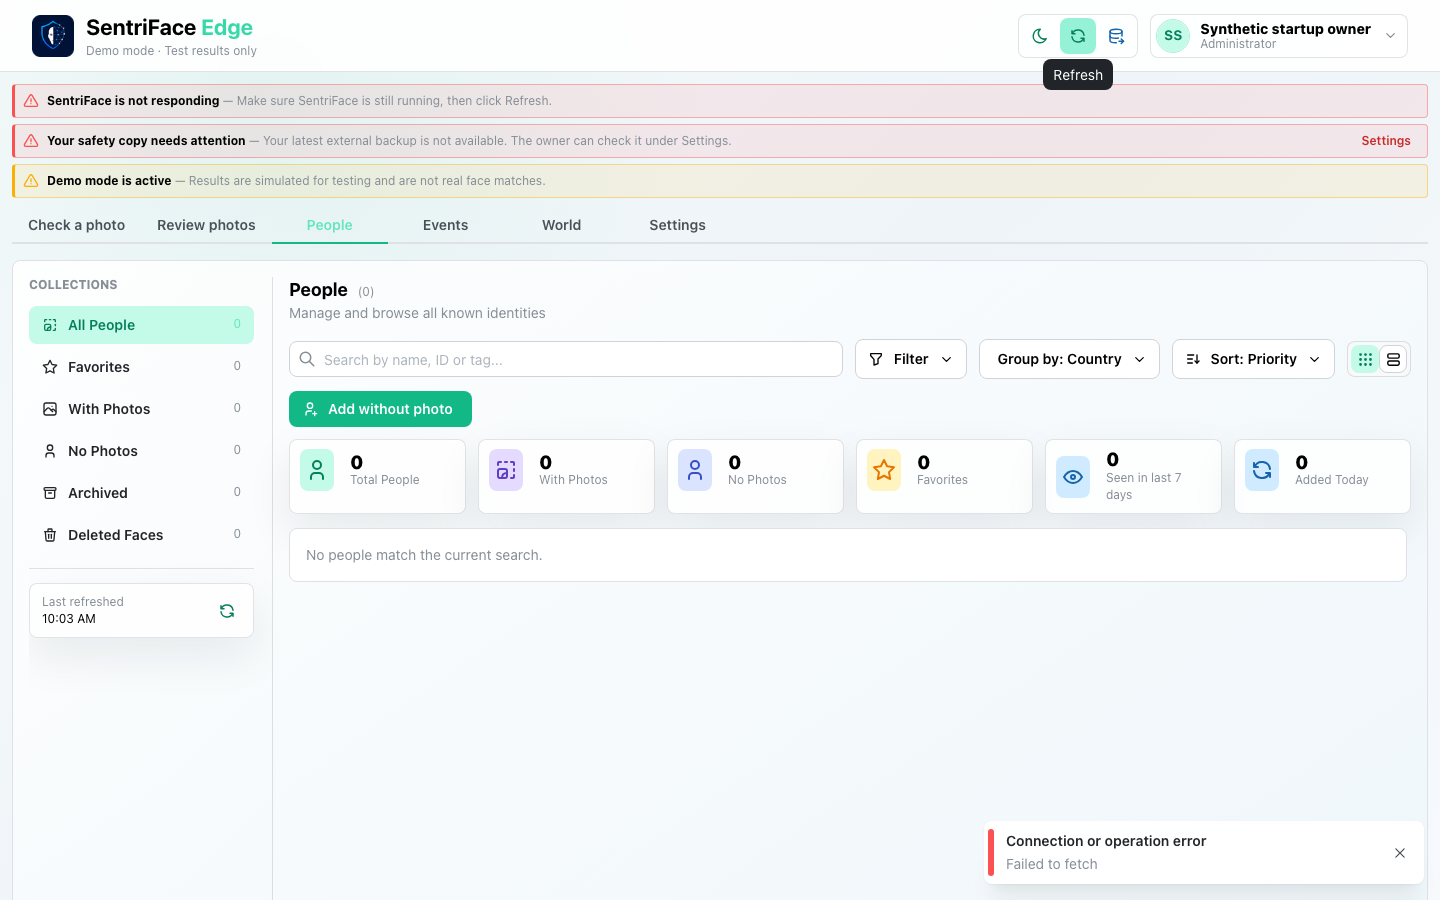 SentriFace Edge
Demo mode · Test results only
SS
Synthetic startup owner
Administrator
Refresh
SentriFace is not responding — Make sure SentriFace is still running, then click Refresh.
Your safety copy needs attention — Your latest external backup is not available. The owner can check it under Settings.
Settings
Demo mode is active — Results are simulated for testing and are not real face matches.
Check a photo
Review photos
People
Events
World
Settings
COLLECTIONS
All People 0
Favorites 0
With Photos 0
No Photos 0
Archived 0
Deleted Faces 0
Last refreshed
10:03 AM
People (0)
Manage and browse all known identities
Search by name, ID or tag...
Filter
Group by: Country
Sort: Priority
Add without photo
0
Total People
0
With Photos
0
No Photos
0
Favorites
0
Seen in last 7
days
0
Added Today
No people match the current search.
Connection or operation error
Failed to fetch